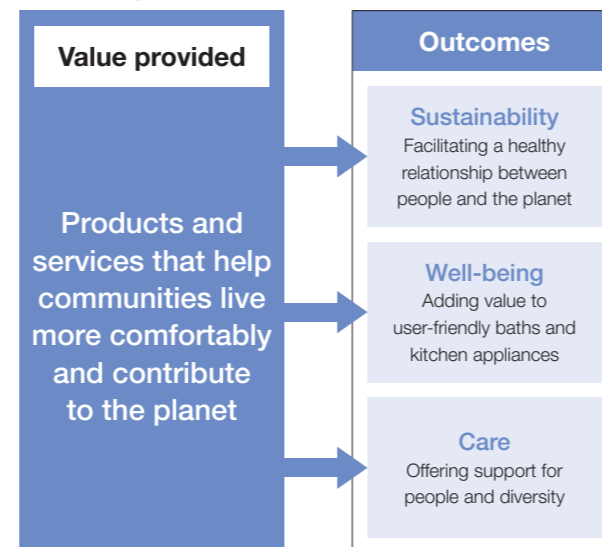 Value provided
Products and
services that help
communities live
more comfortably
and contribute
to the planet
Outcomes
Sustainability
Facilitating a healthy
relationship between
people and the planet
Well-being
Adding value to
user-friendly baths and
kitchen appliances
Care
Offering support for
people and diversity